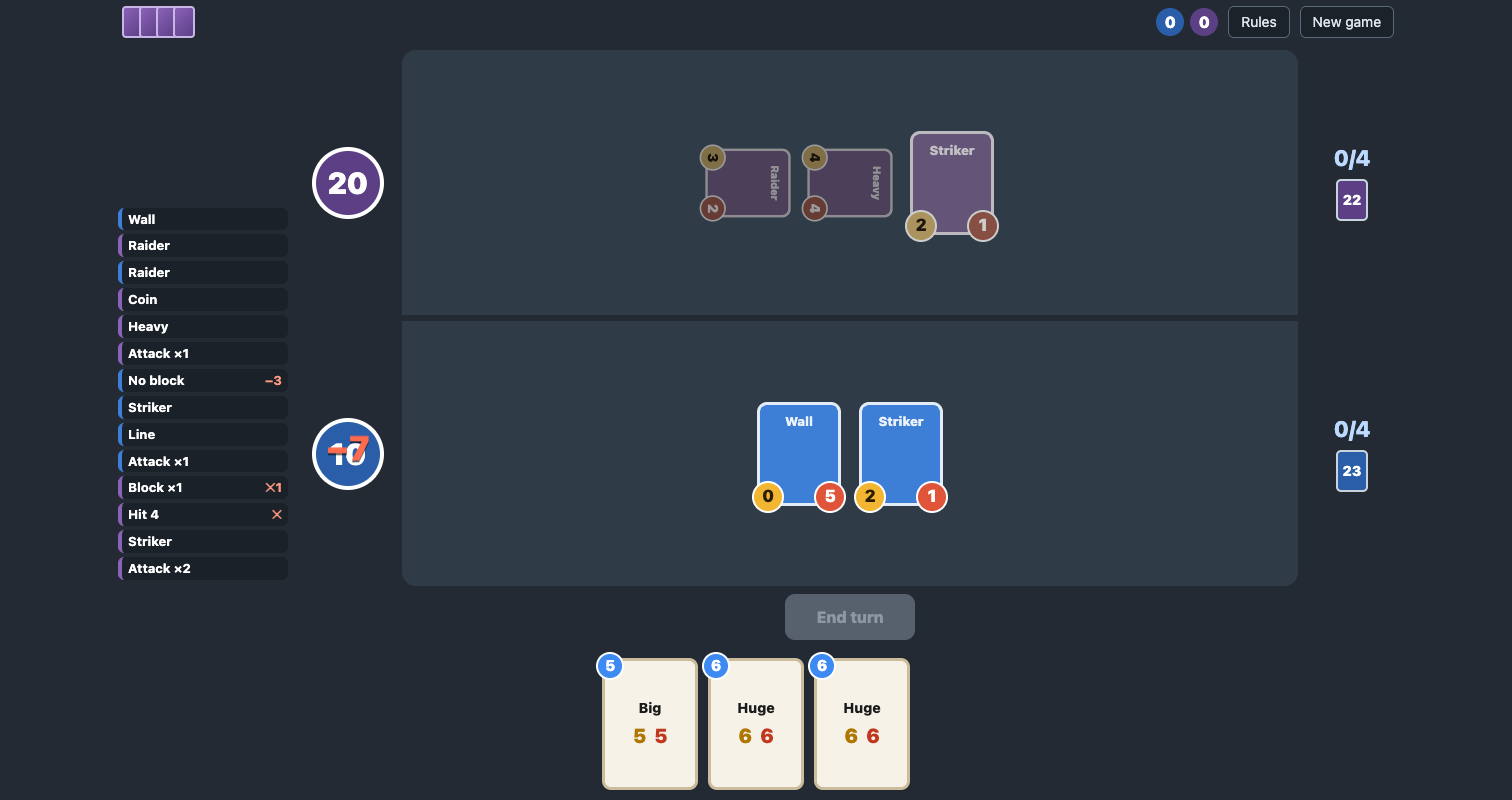 0 0 Rules New game
20
Raider 3 2
Heavy 4 4
Striker 2 1
0/4
22
Wall
Raider
Raider
Coin
Heavy
Attack ×1
No block −3
Striker
Line
Attack ×1
Block ×1 ×1
Hit 4 ×
Striker
Attack ×2
10 −7
Wall 0 5
Striker 2 1
0/4
23
End turn
5 Big 5 5
6 Huge 6 6
6 Huge 6 6